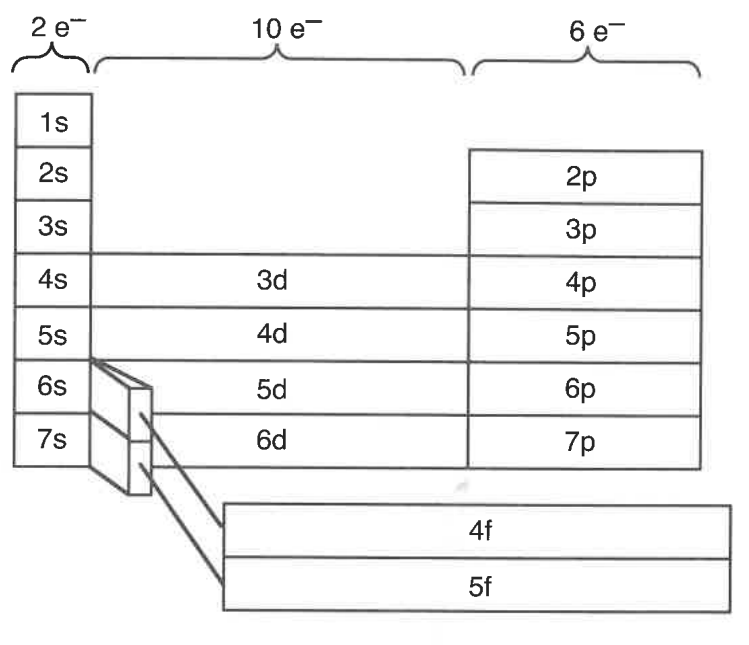 2 e⁻ 10 e⁻ 6 e⁻
1s
2s 2p
3s 3p
4s 3d 4p
5s 4d 5p
6s 5d 6p
7s 6d 7p
4f
5f